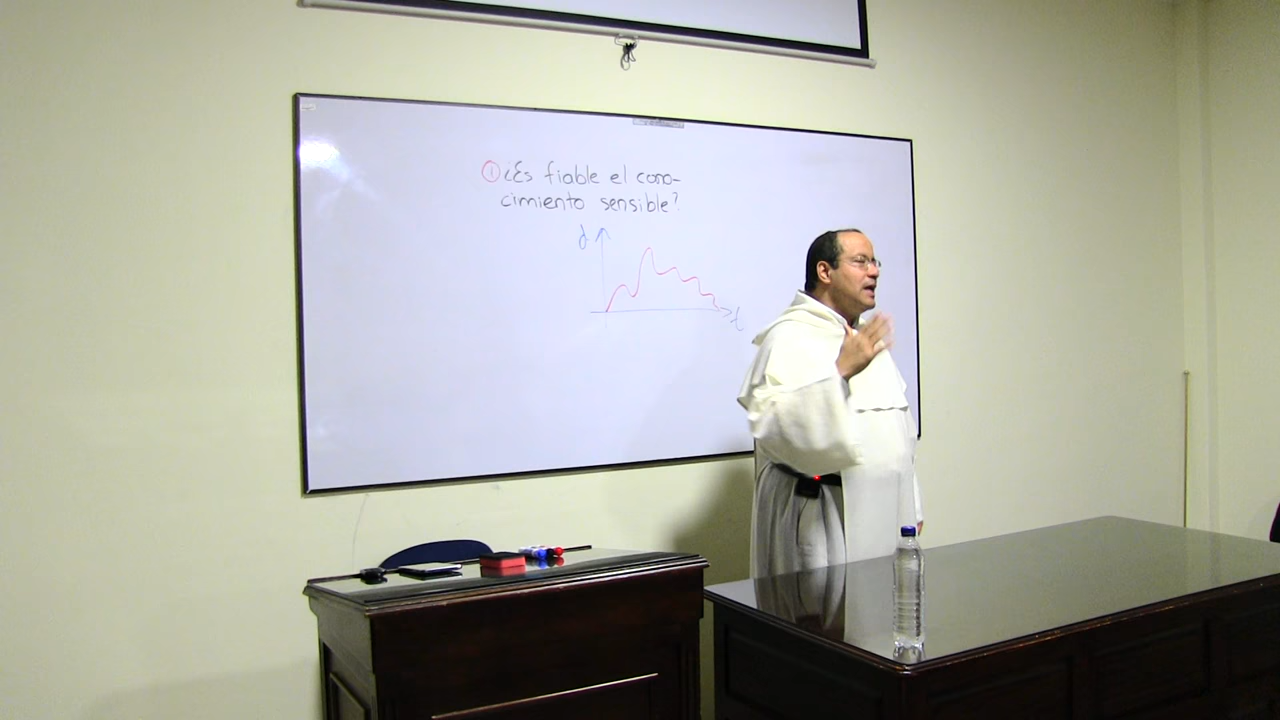 ① ¿Es fiable el cono-
cimiento sensible?
d
t